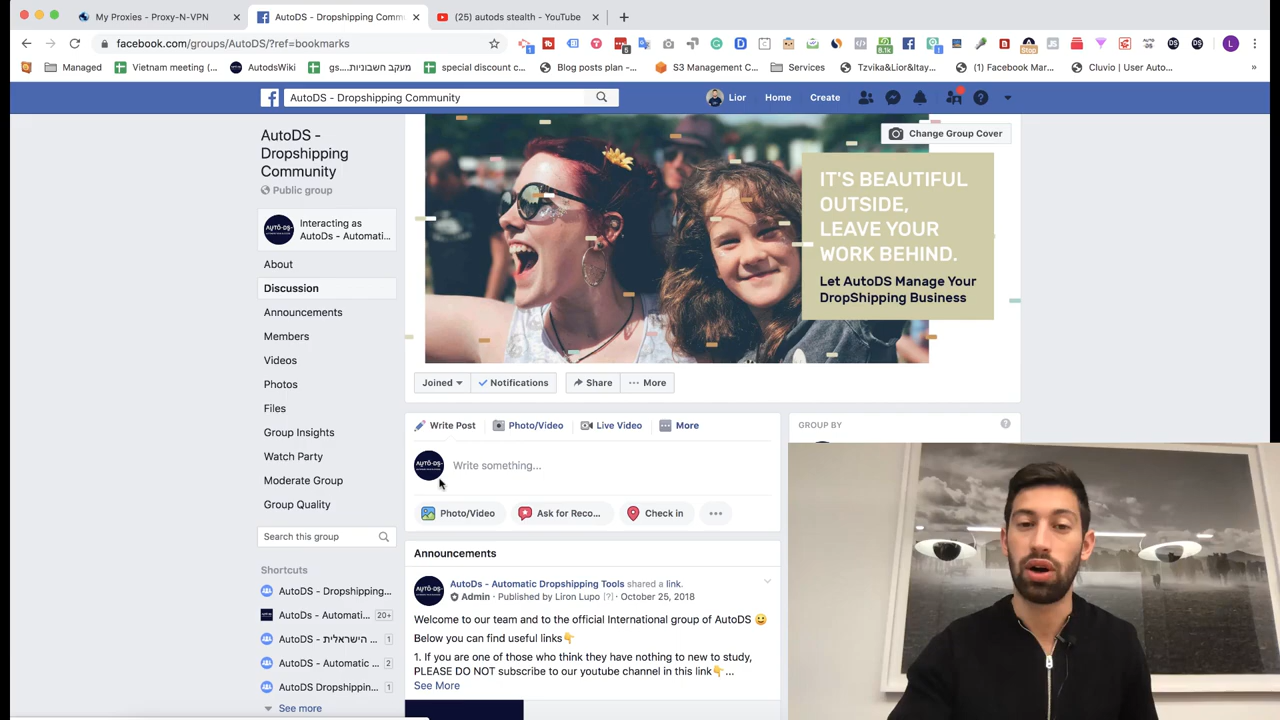 My Proxies - Proxy-N-VPN
AutoDS - Dropshipping Commu
(25) autods stealth - YouTube
facebook.com/groups/AutoDS/?ref=bookmarks
Managed
Vietnam meeting (...
AutodsWiki
gs....מעקב חשבוניות
special discount c...
Blog posts plan -...
S3 Management C...
Services
Tzvika&Lior&Itay...
(1) Facebook Mar...
Cluvio | User Auto...
AutoDS - Dropshipping Community
Lior
Home
Create
AutoDS -
Dropshipping
Community
Public group
Interacting as
AutoDs - Automati...
About
Discussion
Announcements
Members
Videos
Photos
Files
Group Insights
Watch Party
Moderate Group
Group Quality
Search this group
Shortcuts
AutoDS - Dropshipping...
AutoDs - Automati...
20+
הישראלית - AutoDS ...
1
AutoDS - Automatic ...
2
AutoDS Dropshippin...
1
See more
Change Group Cover
IT'S BEAUTIFUL
OUTSIDE,
LEAVE YOUR
WORK BEHIND.
Let AutoDS Manage Your
DropShipping Business
Joined
Notifications
Share
More
Write Post
Photo/Video
Live Video
More
Write something...
Photo/Video
Ask for Reco...
Check in
Announcements
AutoDs - Automatic Dropshipping Tools shared a link.
Admin · Published by Liron Lupo [?] · October 25, 2018
Welcome to our team and to the official International group of AutoDS 😀
Below you can find useful links👇
1. If you are one of those who think they have nothing to new to study,
PLEASE DO NOT subscribe to our youtube channel in this link👇...
See More
GROUP BY